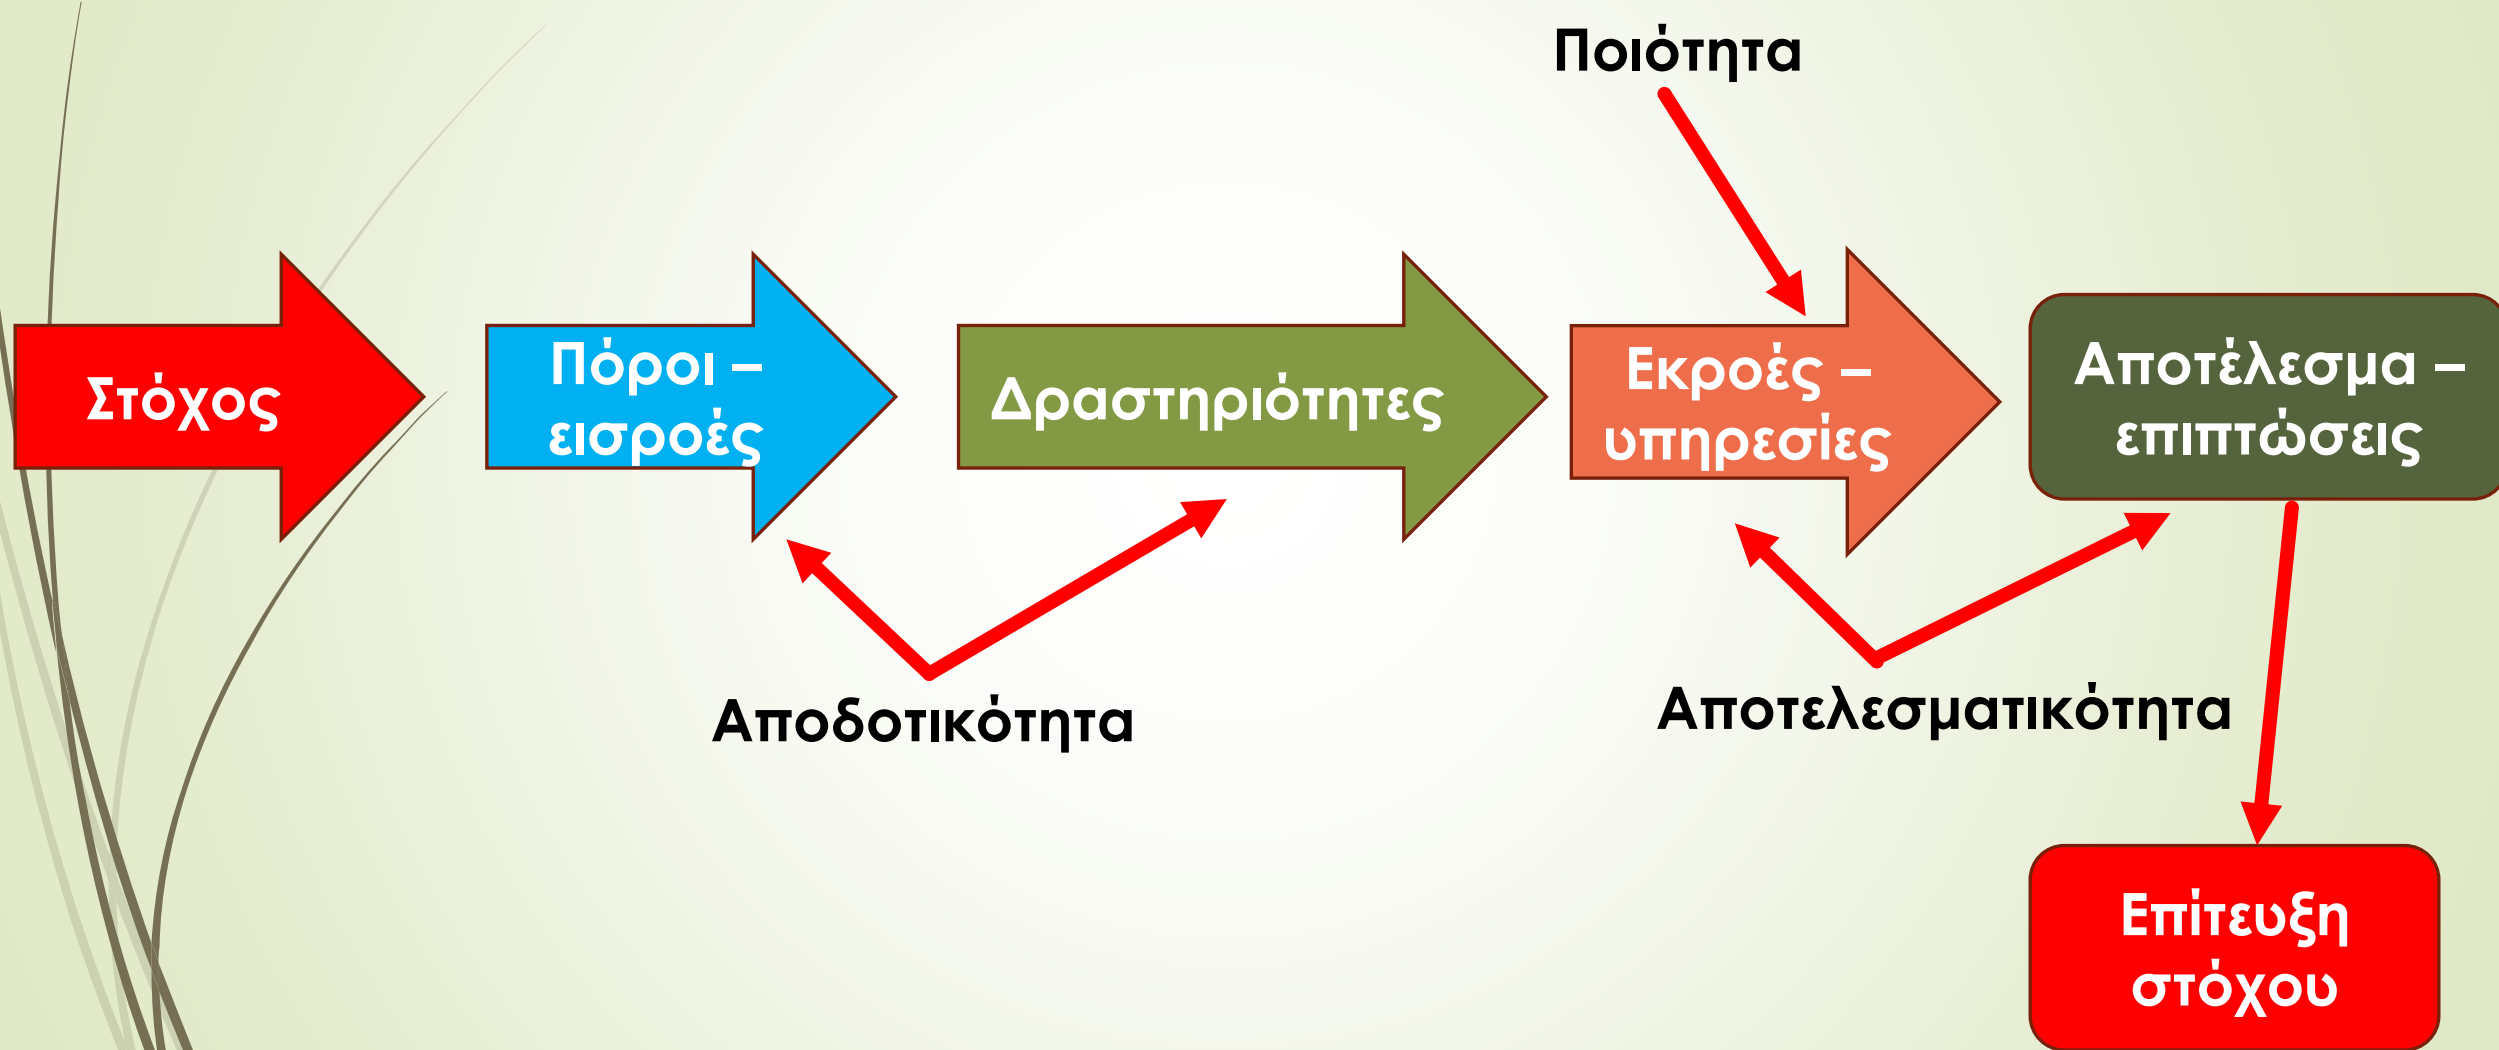 Ποιότητα
Στόχος
Πόροι –
εισροές
Δραστηριότητες
Εκροές –
υπηρεσίες
Αποτέλεσμα –
επιπτώσεις
Αποδοτικότητα
Αποτελεσματικότητα
Επίτευξη
στόχου